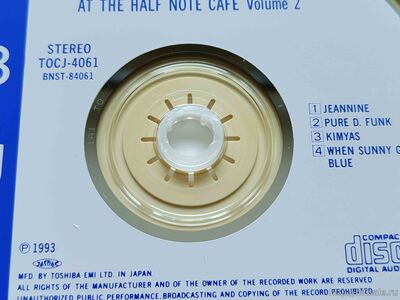 AT THE HALF NOTE CAFE Volume 2
STEREO
TOCJ-4061
BNST-84061
1 JEANNINE
2 PURE D. FUNK
3 KIMYAS
4 WHEN SUNNY G
BLUE
℗ 1993
JASRAC
COMPAC
disc
DIGITAL AUD
MFD. BY TOSHIBA EMI LTD. IN JAPAN.
ALL RIGHTS OF THE MANUFACTURER AND OF THE OWNER OF THE RECORDED WORK ARE RESERVED.
UNAUTHORIZED PUBLIC PERFORMANCE, BROADCASTING AND COPYING OF THE RECORD PROHIBITED.